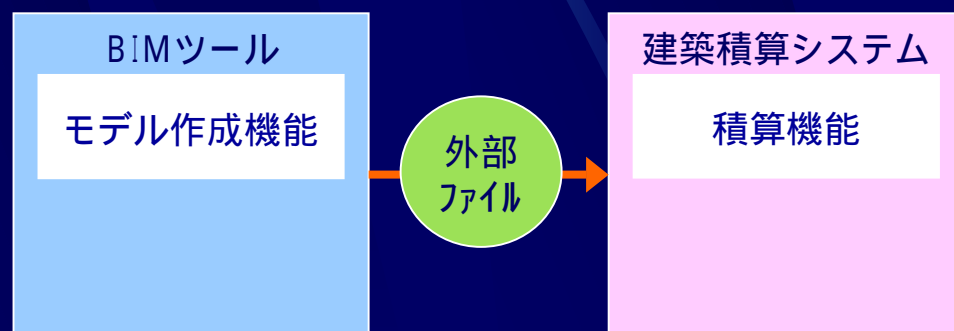 BIMツール
モデル作成機能
外部
ファイル
建築積算システム
積算機能